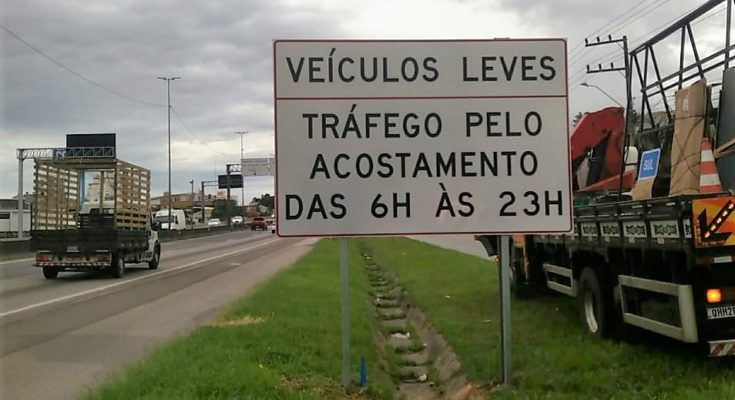 VEÍCULOS LEVES
TRÁFEGO PELO
ACOSTAMENTO
DAS 6H ÀS 23H
SUL